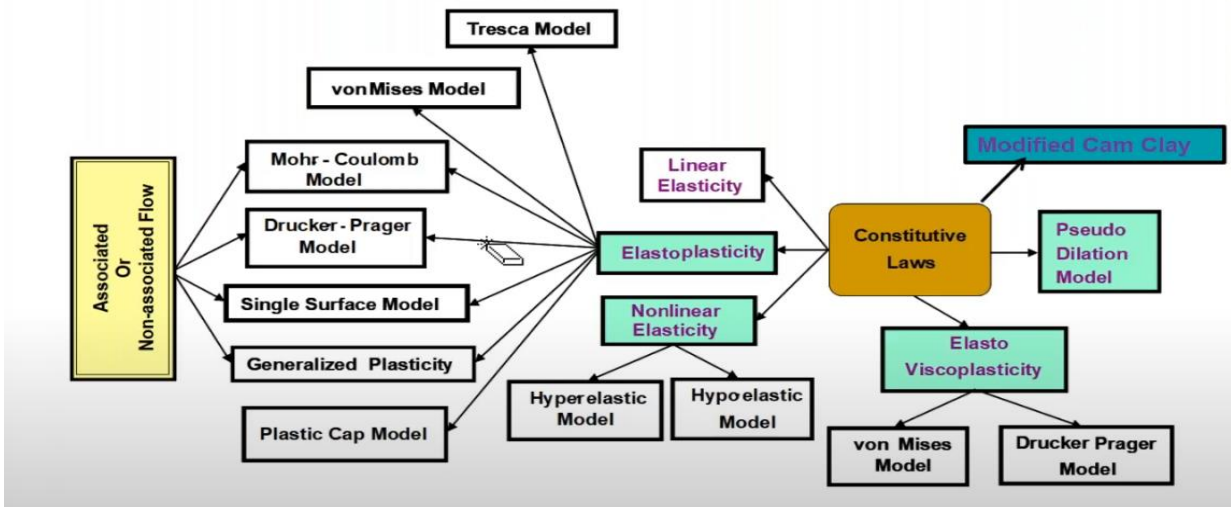 Tresca Model
von Mises Model
Mohr - Coulomb
Model
Drucker - Prager
Model
Single Surface Model
Generalized Plasticity
Plastic Cap Model
Associated
Or
Non-associated Flow
Linear
Elasticity
Elastoplasticity
Nonlinear
Elasticity
Hyperelastic
Model
Hypoelastic
Model
Constitutive
Laws
Modified Cam Clay
Pseudo
Dilation
Model
Elasto
Viscoplasticity
von Mises
Model
Drucker Prager
Model